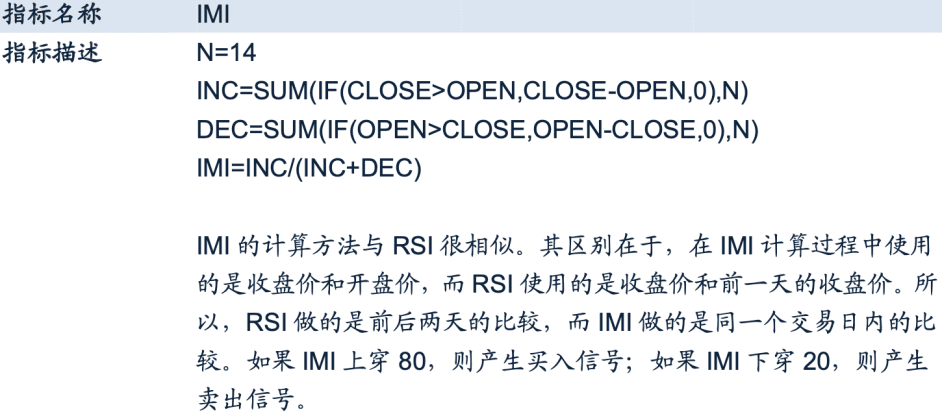 指标名称 IMI
指标描述 N=14
INC=SUM(IF(CLOSE>OPEN,CLOSE-OPEN,0),N)
DEC=SUM(IF(OPEN>CLOSE,OPEN-CLOSE,0),N)
IMI=INC/(INC+DEC)
IMI 的计算方法与 RSI 很相似。其区别在于，在 IMI 计算过程中使用
的是收盘价和开盘价，而 RSI 使用的是收盘价和前一天的收盘价。所
以，RSI 做的是前后两天的比较，而 IMI 做的是同一个交易日内的比
较。如果 IMI 上穿 80，则产生买入信号；如果 IMI 下穿 20，则产生
卖出信号。